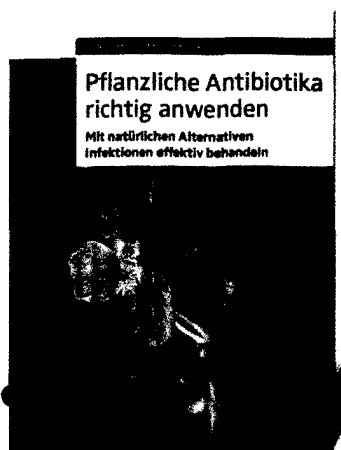 Pflanzliche Antibiotika
richtig anwenden
Mit natürlichen Alternativen
Infektionen effektiv behandeln